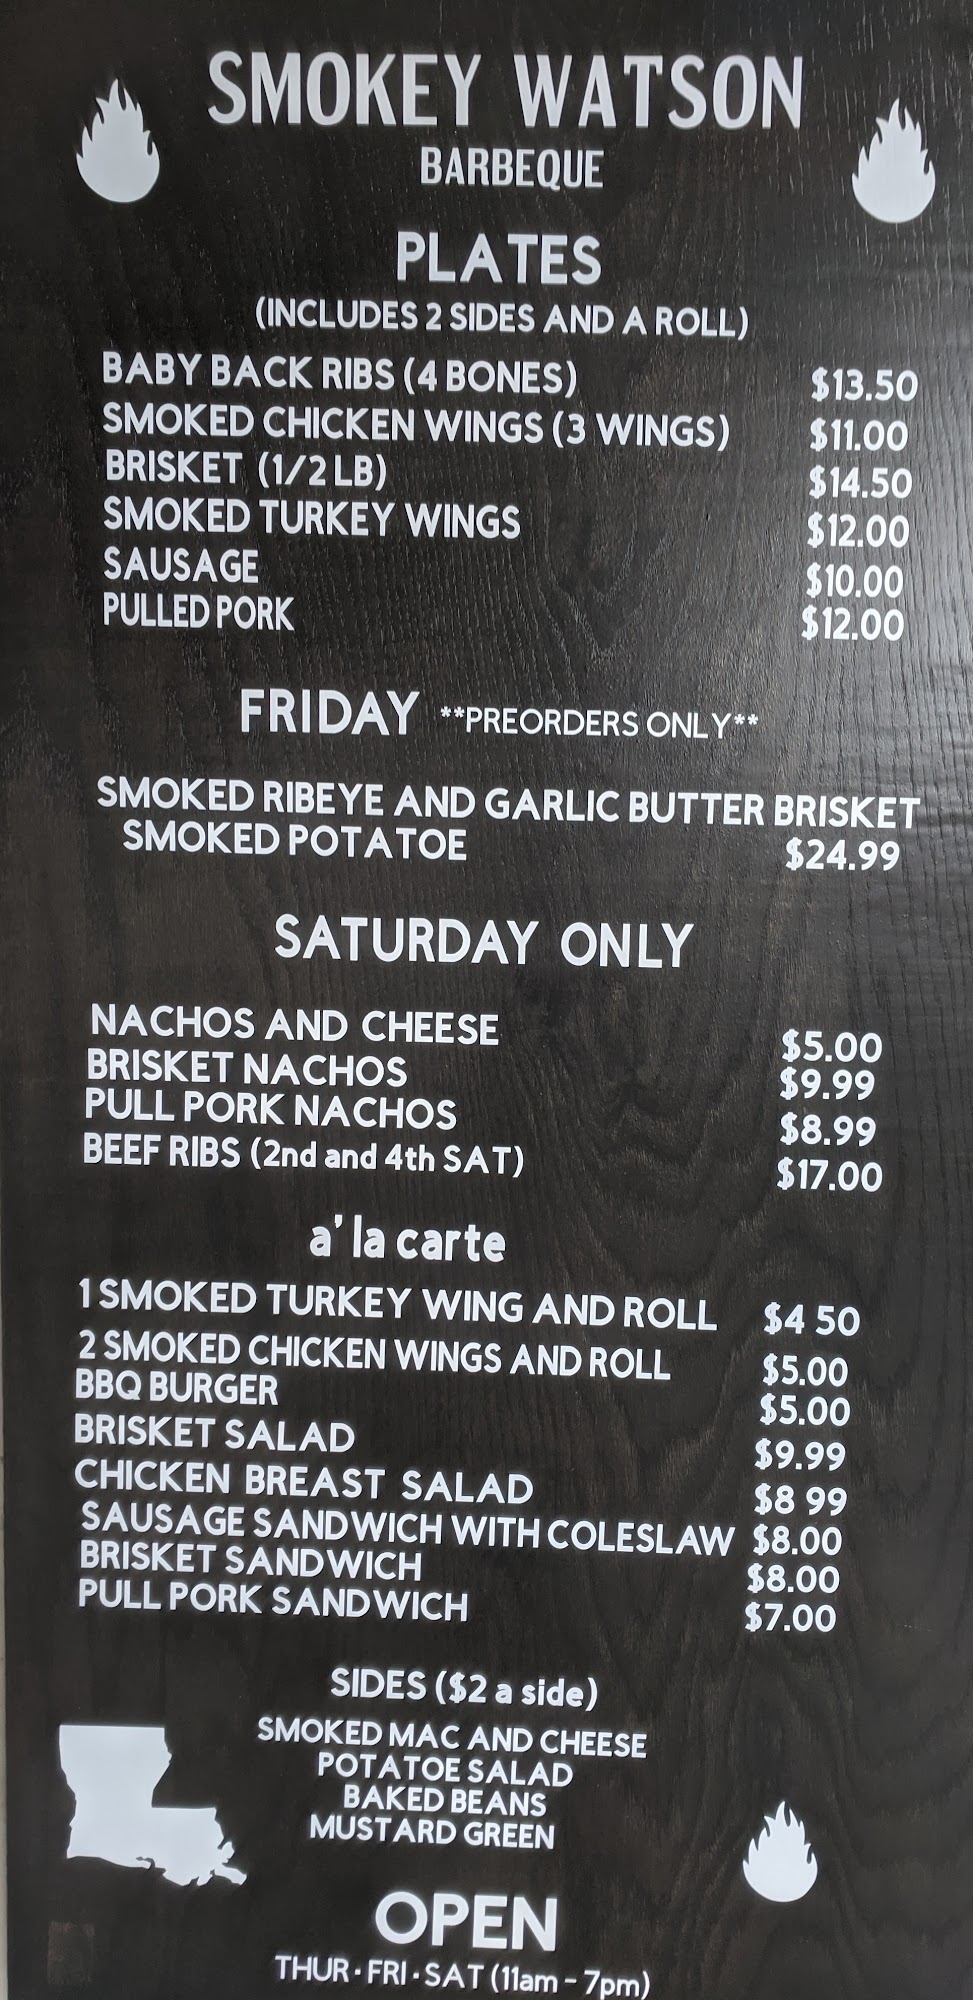 SMOKEY WATSON
BARBEQUE
PLATES
(INCLUDES 2 SIDES AND A ROLL)
BABY BACK RIBS (4 BONES) $13.50
SMOKED CHICKEN WINGS (3 WINGS) $11.00
BRISKET (1/2 LB) $14.50
SMOKED TURKEY WINGS $12.00
SAUSAGE $10.00
PULLED PORK $12.00
FRIDAY **PREORDERS ONLY**
SMOKED RIBEYE AND GARLIC BUTTER BRISKET
SMOKED POTATOE $24.99
SATURDAY ONLY
NACHOS AND CHEESE $5.00
BRISKET NACHOS $9.99
PULL PORK NACHOS $8.99
BEEF RIBS (2nd and 4th SAT) $17.00
a' la carte
1 SMOKED TURKEY WING AND ROLL $4 50
2 SMOKED CHICKEN WINGS AND ROLL $5.00
BBQ BURGER $5.00
BRISKET SALAD $9.99
CHICKEN BREAST SALAD $8 99
SAUSAGE SANDWICH WITH COLESLAW $8.00
BRISKET SANDWICH $8.00
PULL PORK SANDWICH $7.00
SIDES ($2 a side)
SMOKED MAC AND CHEESE
POTATOE SALAD
BAKED BEANS
MUSTARD GREEN
OPEN
THUR · FRI · SAT (11am - 7pm)